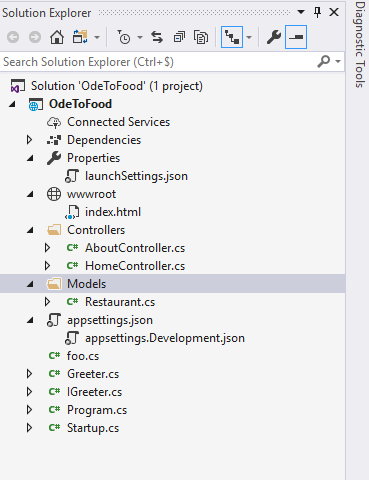 Solution Explorer
Search Solution Explorer (Ctrl+$)
Solution 'OdeToFood' (1 project)
OdeToFood
Connected Services
Dependencies
Properties
launchSettings.json
wwwroot
index.html
Controllers
C# AboutController.cs
C# HomeController.cs
Models
C# Restaurant.cs
appsettings.json
appsettings.Development.json
C# foo.cs
C# Greeter.cs
C# IGreeter.cs
C# Program.cs
C# Startup.cs
Diagnostic Tools